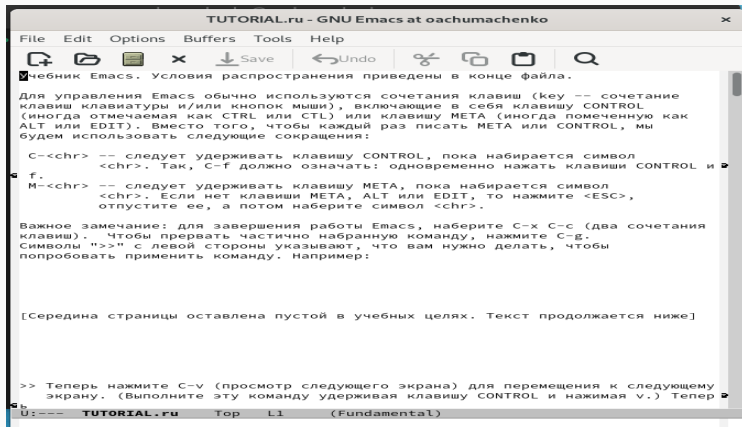 TUTORIAL.ru - GNU Emacs at oachumachenko
File Edit Options Buffers Tools Help
Save Undo
Учебник Emacs. Условия распространения приведены в конце файла.
Для управления Emacs обычно используются сочетания клавиш (key -- сочетание
клавиш клавиатуры и/или кнопок мыши), включающие в себя клавишу CONTROL
(иногда отмечаемая как CTRL или CTL) или клавишу META (иногда помеченную как
ALT или EDIT). Вместо того, чтобы каждый раз писать META или CONTROL, мы
будем использовать следующие сокращения:
C-<chr> -- следует удерживать клавишу CONTROL, пока набирается символ
<chr>. Так, C-f должно означать: одновременно нажать клавиши CONTROL и
f.
M-<chr> -- следует удерживать клавишу META, пока набирается символ
<chr>. Если нет клавиши META, ALT или EDIT, то нажмите <ESC>,
отпустите ее, а потом наберите символ <chr>.
Важное замечание: для завершения работы Emacs, наберите C-x C-c (два сочетания
клавиш). Чтобы прервать частично набранную команду, нажмите C-g.
Символы ">>" с левой стороны указывают, что вам нужно делать, чтобы
попробовать применить команду. Например:
[Середина страницы оставлена пустой в учебных целях. Текст продолжается ниже]
>> Теперь нажмите C-v (просмотр следующего экрана) для перемещения к следующему
экрану. (Выполните эту команду удерживая клавишу CONTROL и нажимая v.) Тепер
ь
U:--- TUTORIAL.ru Top L1 (Fundamental)